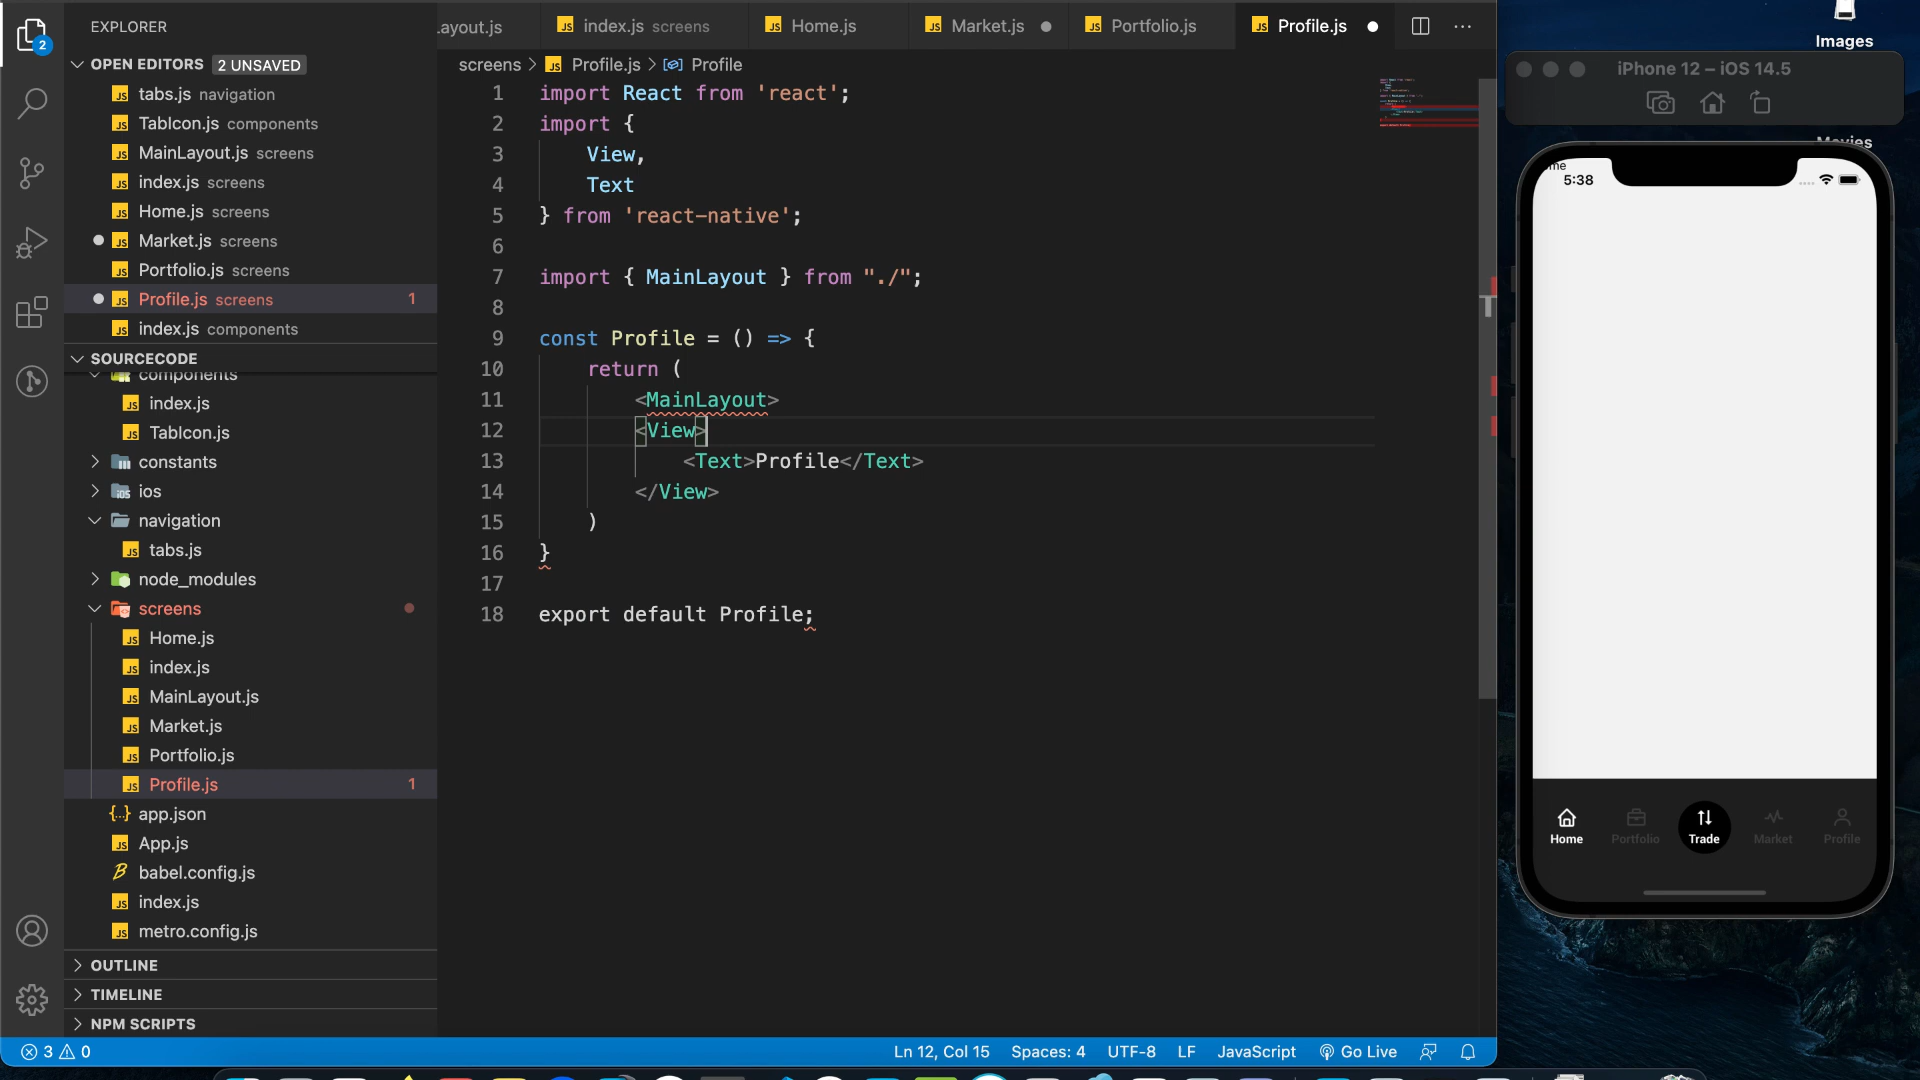 EXPLORER
OPEN EDITORS 2 UNSAVED
tabs.js navigation
TabIcon.js components
MainLayout.js screens
index.js screens
Home.js screens
Market.js screens
Portfolio.js screens
Profile.js screens 1
index.js components
SOURCECODE
components
index.js
TabIcon.js
constants
ios
navigation
tabs.js
node_modules
screens
Home.js
index.js
MainLayout.js
Market.js
Portfolio.js
Profile.js 1
app.json
App.js
babel.config.js
index.js
metro.config.js
OUTLINE
TIMELINE
NPM SCRIPTS
2
.ayout.js index.js screens Home.js Market.js Portfolio.js Profile.js
screens > Profile.js > Profile
1 import React from 'react';
2 import {
3 View,
4 Text
5 } from 'react-native';
6
7 import { MainLayout } from "./";
8
9 const Profile = () => {
10 return (
11 <MainLayout>
12 <View>
13 <Text>Profile</Text>
14 </View>
15 )
16 }
17
18 export default Profile;
3 0 Ln 12, Col 15 Spaces: 4 UTF-8 LF JavaScript Go Live
Images
iPhone 12 – iOS 14.5
Movies
me
5:38
Home Portfolio Trade Market Profile